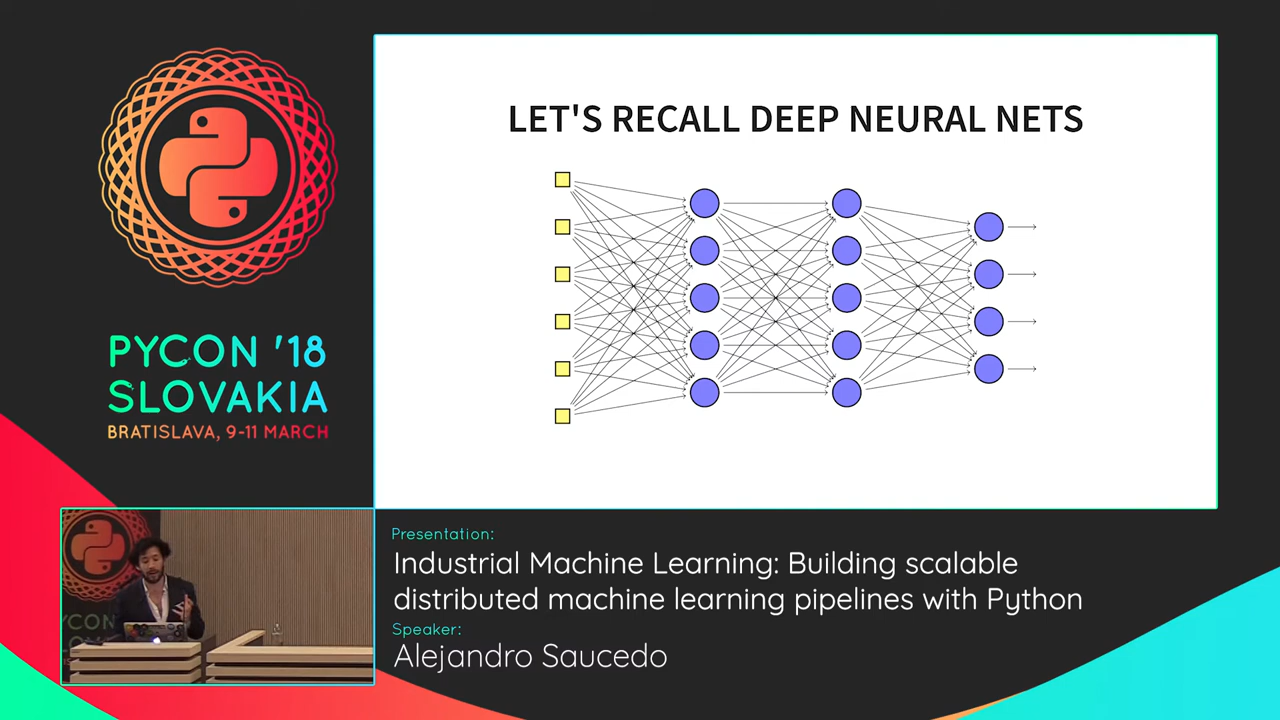 LET'S RECALL DEEP NEURAL NETS
PYCON '18
SLOVAKIA
BRATISLAVA, 9-11 MARCH
Presentation:
Industrial Machine Learning: Building scalable
distributed machine learning pipelines with Python
Speaker:
Alejandro Saucedo
YCON